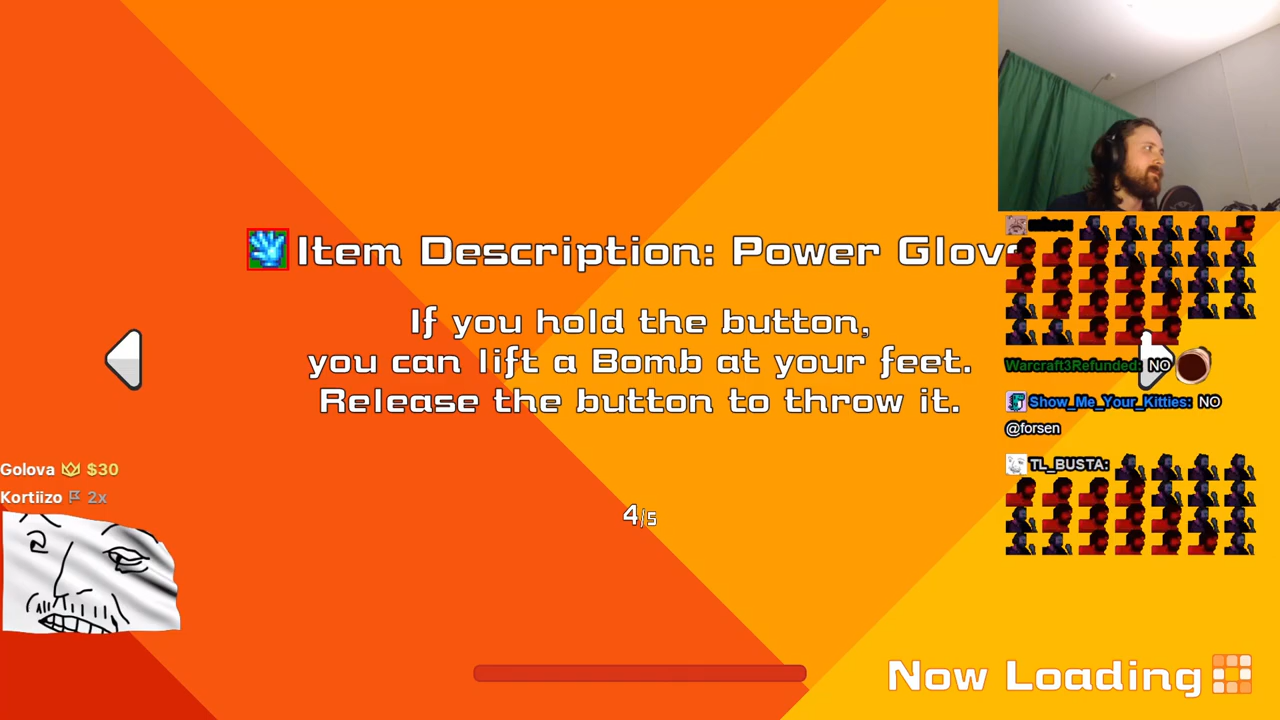 Item Description: Power Glov
If you hold the button,
you can lift a Bomb at your feet.
Release the button to throw it.
4/5
Now Loading
Golova $30
Kortiizo 2x
Warcraft3Refunded: NO
Show_Me_Your_Kitties: NO
@forsen
TL_BUSTA: